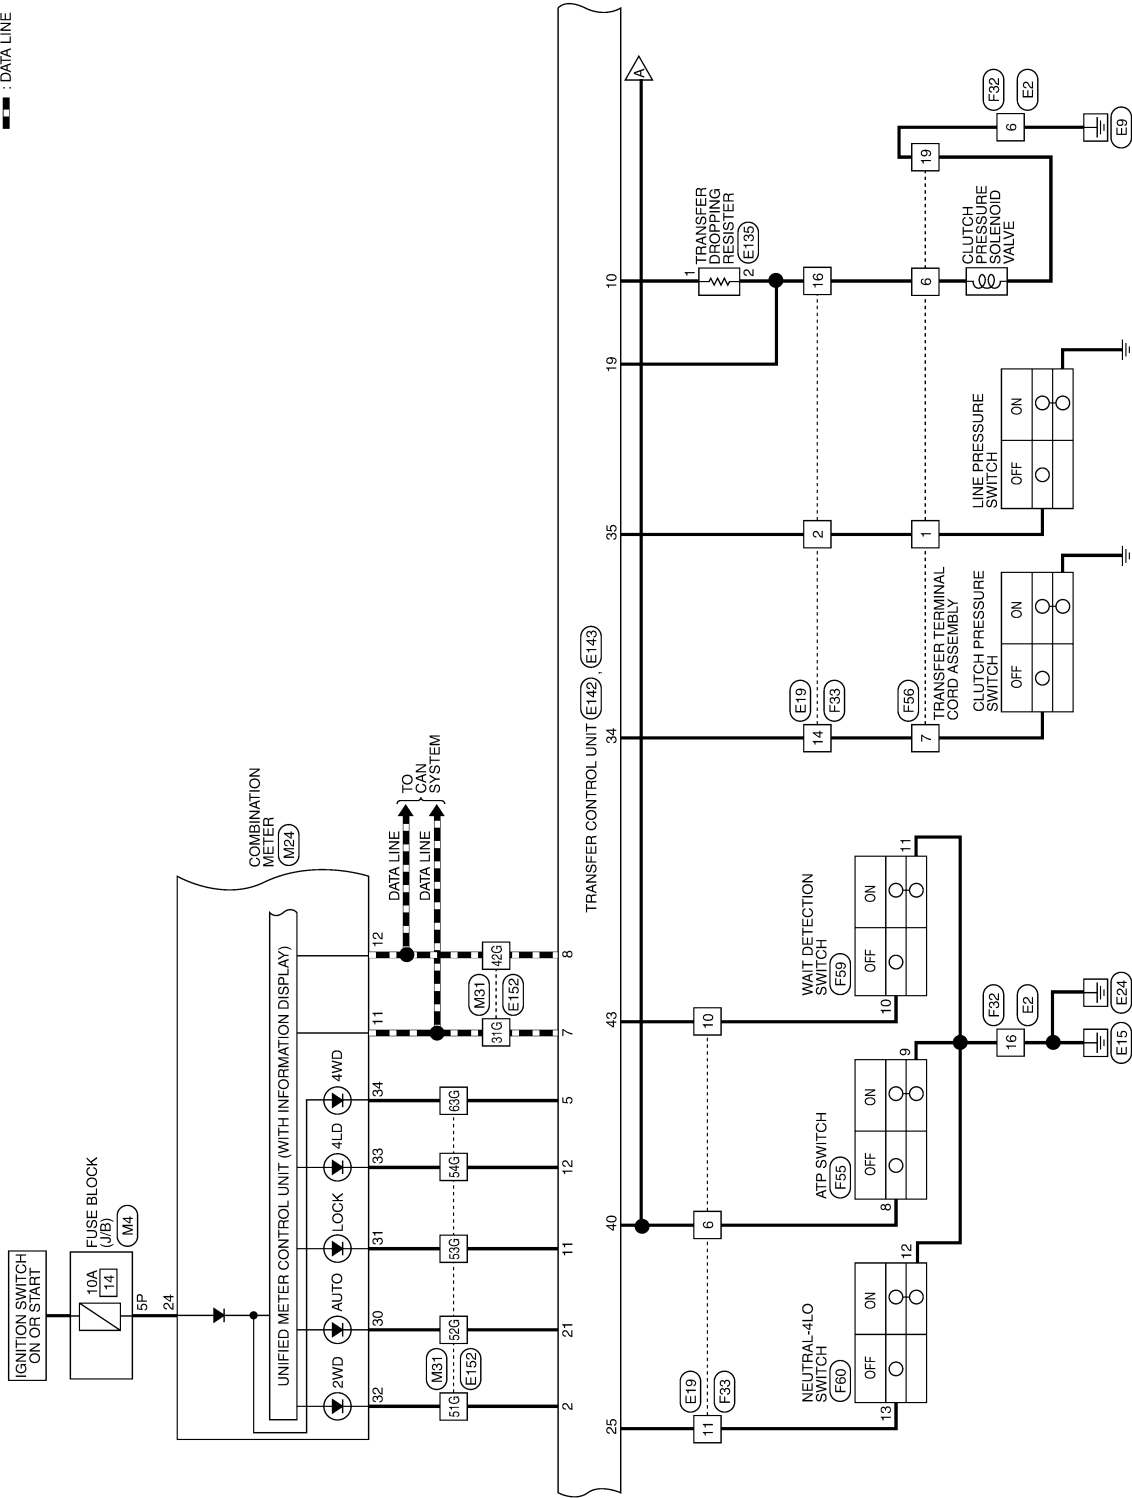 : DATA LINE
IGNITION SWITCH
ON OR START
FUSE BLOCK
(J/B)
M4
10A
14
5P
24
COMBINATION
METER
M24
UNIFIED METER CONTROL UNIT (WITH INFORMATION DISPLAY)
2WD
AUTO
LOCK
4LD
4WD
32
30
31
33
34
11
12
DATA LINE
DATA LINE
TO
CAN
SYSTEM
51G
M31
E152
52G
53G
54G
63G
31G
M31
E152
42G
2
21
11
12
5
7
8
TRANSFER CONTROL UNIT E142 , E143
25
40
43
34
35
19
10
A
11
E19
F33
6
10
14
E19
F33
2
16
1
TRANSFER
DROPPING
RESISTER
E135
2
7
F56
TRANSFER TERMINAL
CORD ASSEMBLY
1
6
19
NEUTRAL-4LO
SWITCH
F60
OFF
ON
13
12
ATP SWITCH
F55
OFF
ON
8
9
WAIT DETECTION
SWITCH
F59
OFF
ON
10
11
CLUTCH PRESSURE
SWITCH
OFF
ON
LINE PRESSURE
SWITCH
OFF
ON
CLUTCH
PRESSURE
SOLENOID
VALVE
16
F32
E2
E15
E24
6
F32
E2
E9